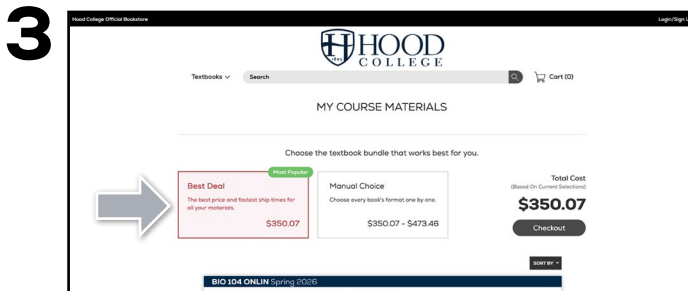 3
Hood College Official Bookstore
Login/Sign
HOOD
COLLEGE
1893
Textbooks
Search
Cart (0)
MY COURSE MATERIALS
Choose the textbook bundle that works best for you.
Most Popular
Best Deal
The best price and fastest ship times for
all your materials.
$350.07
Manual Choice
Choose every book's format one by one.
$350.07 - $473.46
Total Cost
(Based On Current Selections)
$350.07
Checkout
SORT BY
BIO 104 ONLIN Spring 2026